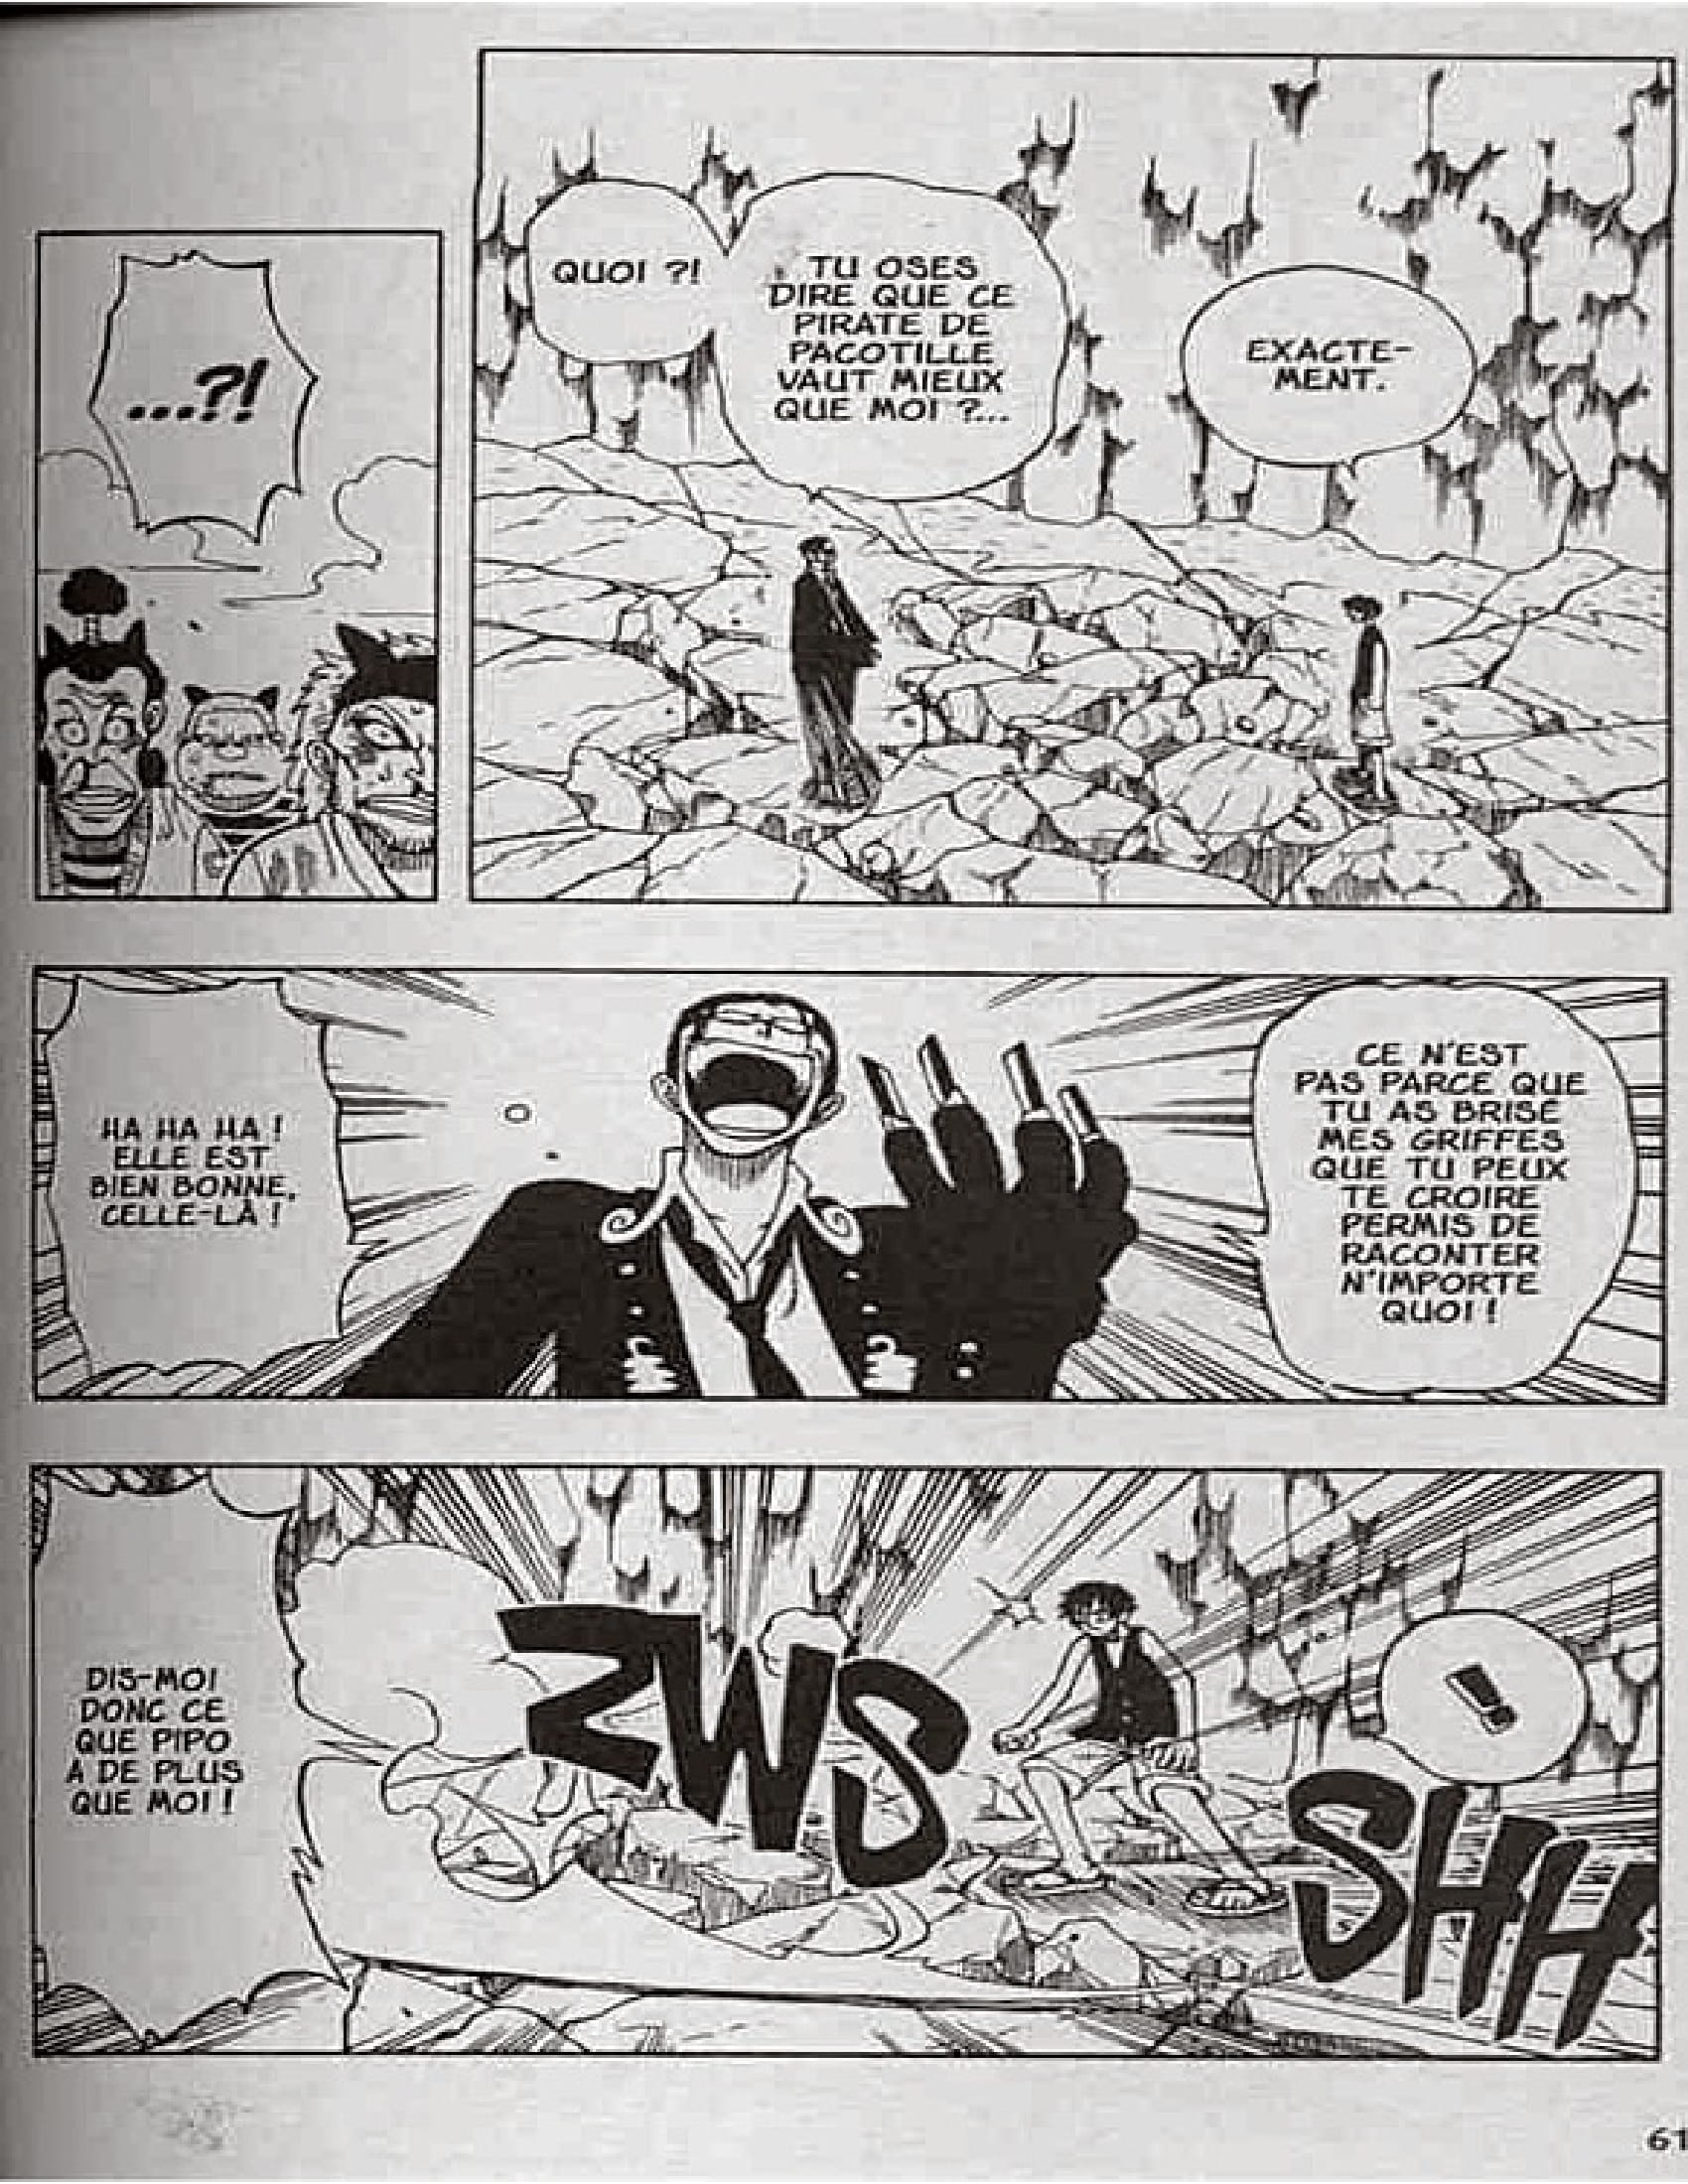 EXACTE-
MENT.
TU OSES
DIRE QUE CE
PIRATE DE
PACOTILLE
VAUT MIEUX
QUE MOI ?...
QUOI ?!
...?!
CE N'EST
PAS PARCE QUE
TU AS BRISÉ
MES GRIFFES
QUE TU PEUX
TE CROIRE
PERMIS DE
RACONTER
N'IMPORTE
QUOI !
HA HA HA !
ELLE EST
BIEN BONNE,
CELLE-LÀ !
!!
SHH
ZWS
DIS-MOI
DONC CE
QUE PIPO
A DE PLUS
QUE MOI !
61